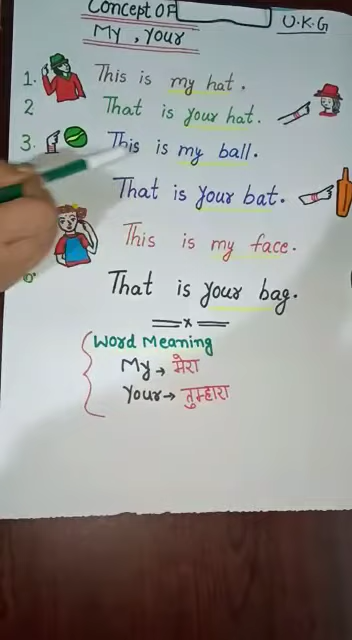 Concept OF
My, Your
U.K.G
1. This is my hat.
2 That is your hat.
3. This is my ball.
That is your bat.
This is my face.
That is your bag.
x
Word Meaning
My → मेरा
Your → तुम्हारा